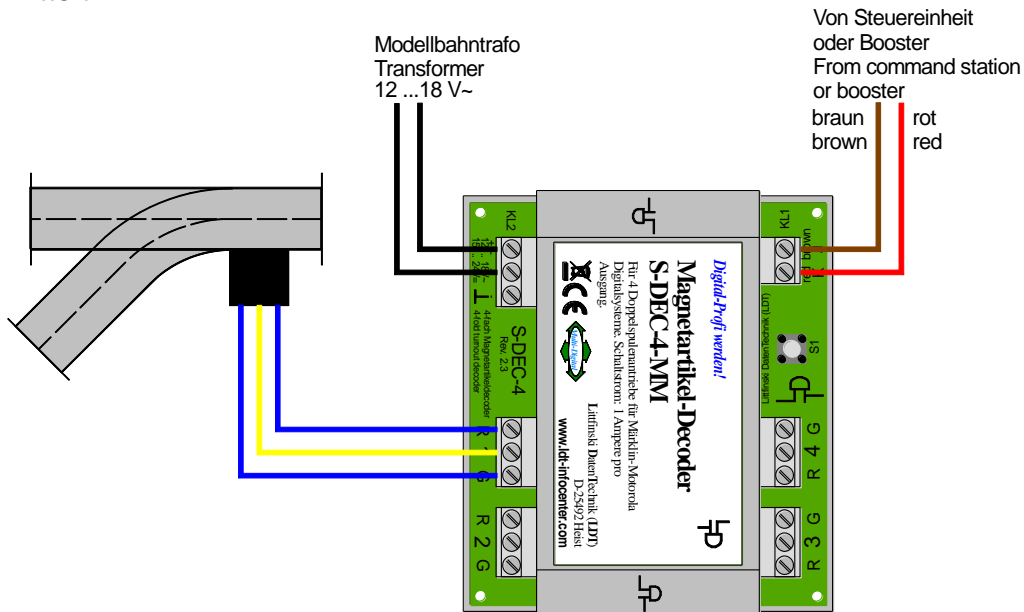 Modellbahntrafo
Transformer
12 ...18 V~
Von Steuereinheit
oder Booster
From command station
or booster
braun
brown
rot
red
KL2
S-DEC-4
Rev. 2.3
4-fach Magnetartikeldecoder
4-fold turnout decoder
R
G
R 2 G
Digital-Profi werden!
Magnetartikel-Decoder
S-DEC-4-MM
Für 4 Doppelspulenantriebe für Märklin-Motorola
Digitalsysteme. Schaltstrom: 1 Ampere pro
Ausgang.
CE
Littfinski DatenTechnik (LDT)
D-25492 Heist
www.ldt-infocenter.com
KL1
red brown
Littfinski DatenTechnik (LDT)
S1
R 4 G
R 3 G